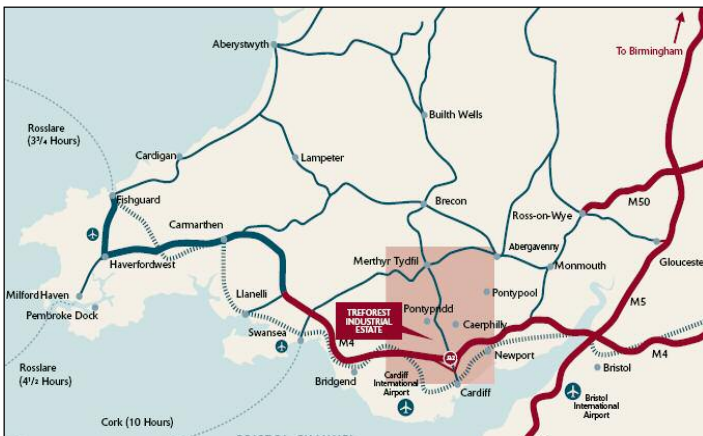 Aberystwyth
To Birmingham
Builth Wells
Rosslare
(3¾ Hours)
Cardigan
Lampeter
Fishguard
Brecon
M50
Ross-on-Wye
Carmarthen
Abergavenny
Gloucester
Haverfordwest
Merthyr Tydfil
Monmouth
Milford Haven
Llanelli
Pontypool
M5
Pembroke Dock
TREFOREST
INDUSTRIAL
ESTATE
Pontypridd
Caerphilly
Swansea
M4
Newport
M4
Rosslare
(4½ Hours)
Bridgend
Cardiff
International
Airport
Cardiff
Bristol
Bristol
International
Airport
Cork (10 Hours)